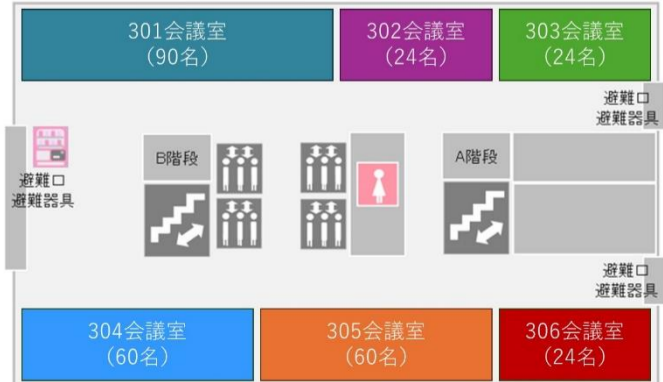 301会議室
(90名)
302会議室
(24名)
303会議室
(24名)
避難口
避難器具
B階段
A階段
避難口
避難器具
避難口
避難器具
304会議室
(60名)
305会議室
(60名)
306会議室
(24名)